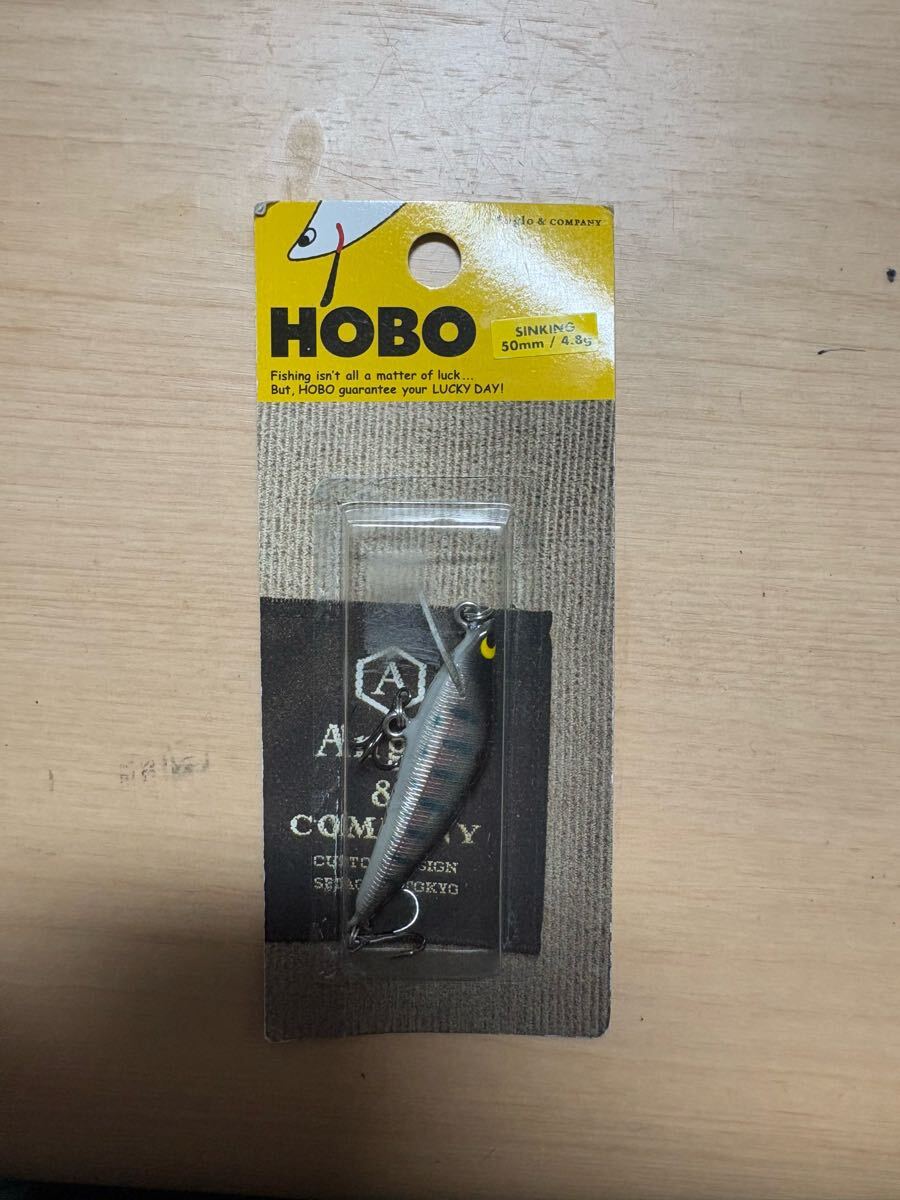 & COMPANY
HOBO
SINKING
50mm / 4.8g
Fishing isn't all a matter of luck...
But, HOBO guarantee your LUCKY DAY!
A
&
COMPANY
TOKYO